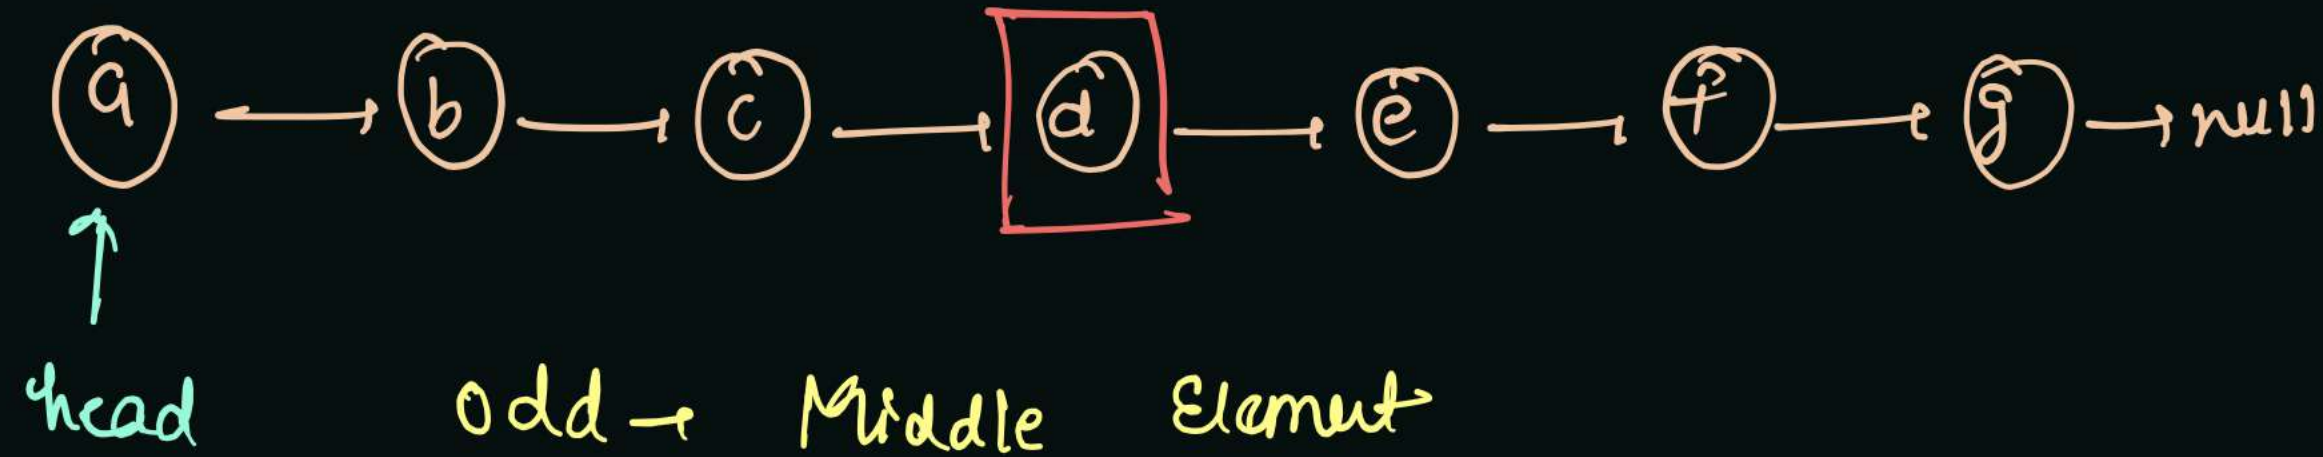 a b c d e f g null
head
Odd → Middle Element